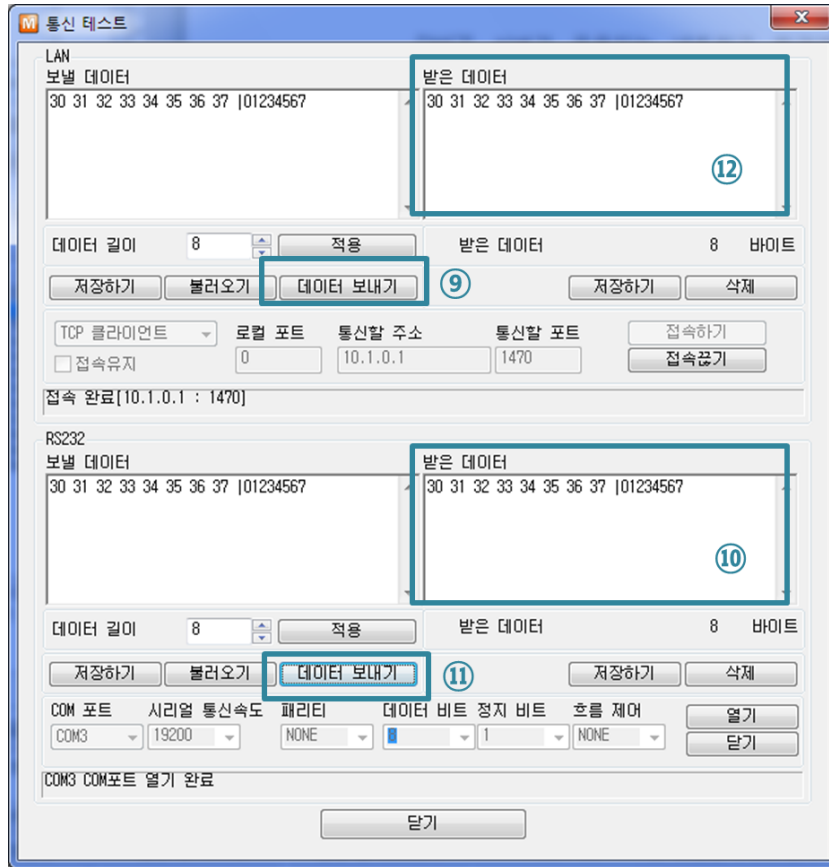 통신 테스트
LAN
보낼 데이터 받은 데이터
30 31 32 33 34 35 36 37 |01234567 30 31 32 33 34 35 36 37 |01234567
⑫
데이터 길이 8 적용 받은 데이터 8 바이트
저장하기 불러오기 데이터 보내기 ⑨ 저장하기 삭제
TCP 클라이언트 로컬 포트 통신할 주소 통신할 포트 접속하기
접속유지 0 10.1.0.1 1470 접속끊기
접속 완료[10.1.0.1 : 1470]
RS232
보낼 데이터 받은 데이터
30 31 32 33 34 35 36 37 |01234567 30 31 32 33 34 35 36 37 |01234567
⑩
데이터 길이 8 적용 받은 데이터 8 바이트
저장하기 불러오기 데이터 보내기 ⑪ 저장하기 삭제
COM 포트 시리얼 통신속도 패리티 데이터 비트 정지 비트 흐름 제어 열기
COM3 19200 NONE 8 1 NONE 닫기
COM3 COM포트 열기 완료
닫기